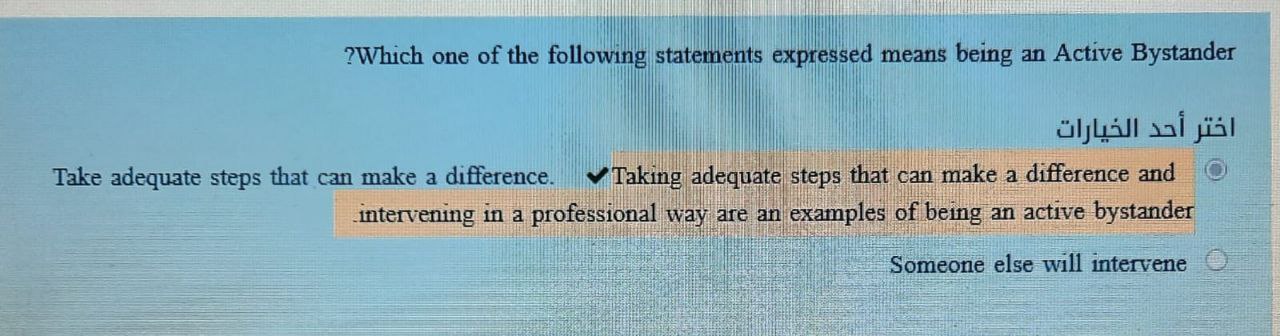 ?Which one of the following statements expressed means being an Active Bystander
اختر أحد الخيارات
Take adequate steps that can make a difference. ✔Taking adequate steps that can make a difference and
.intervening in a professional way are an examples of being an active bystander
Someone else will intervene